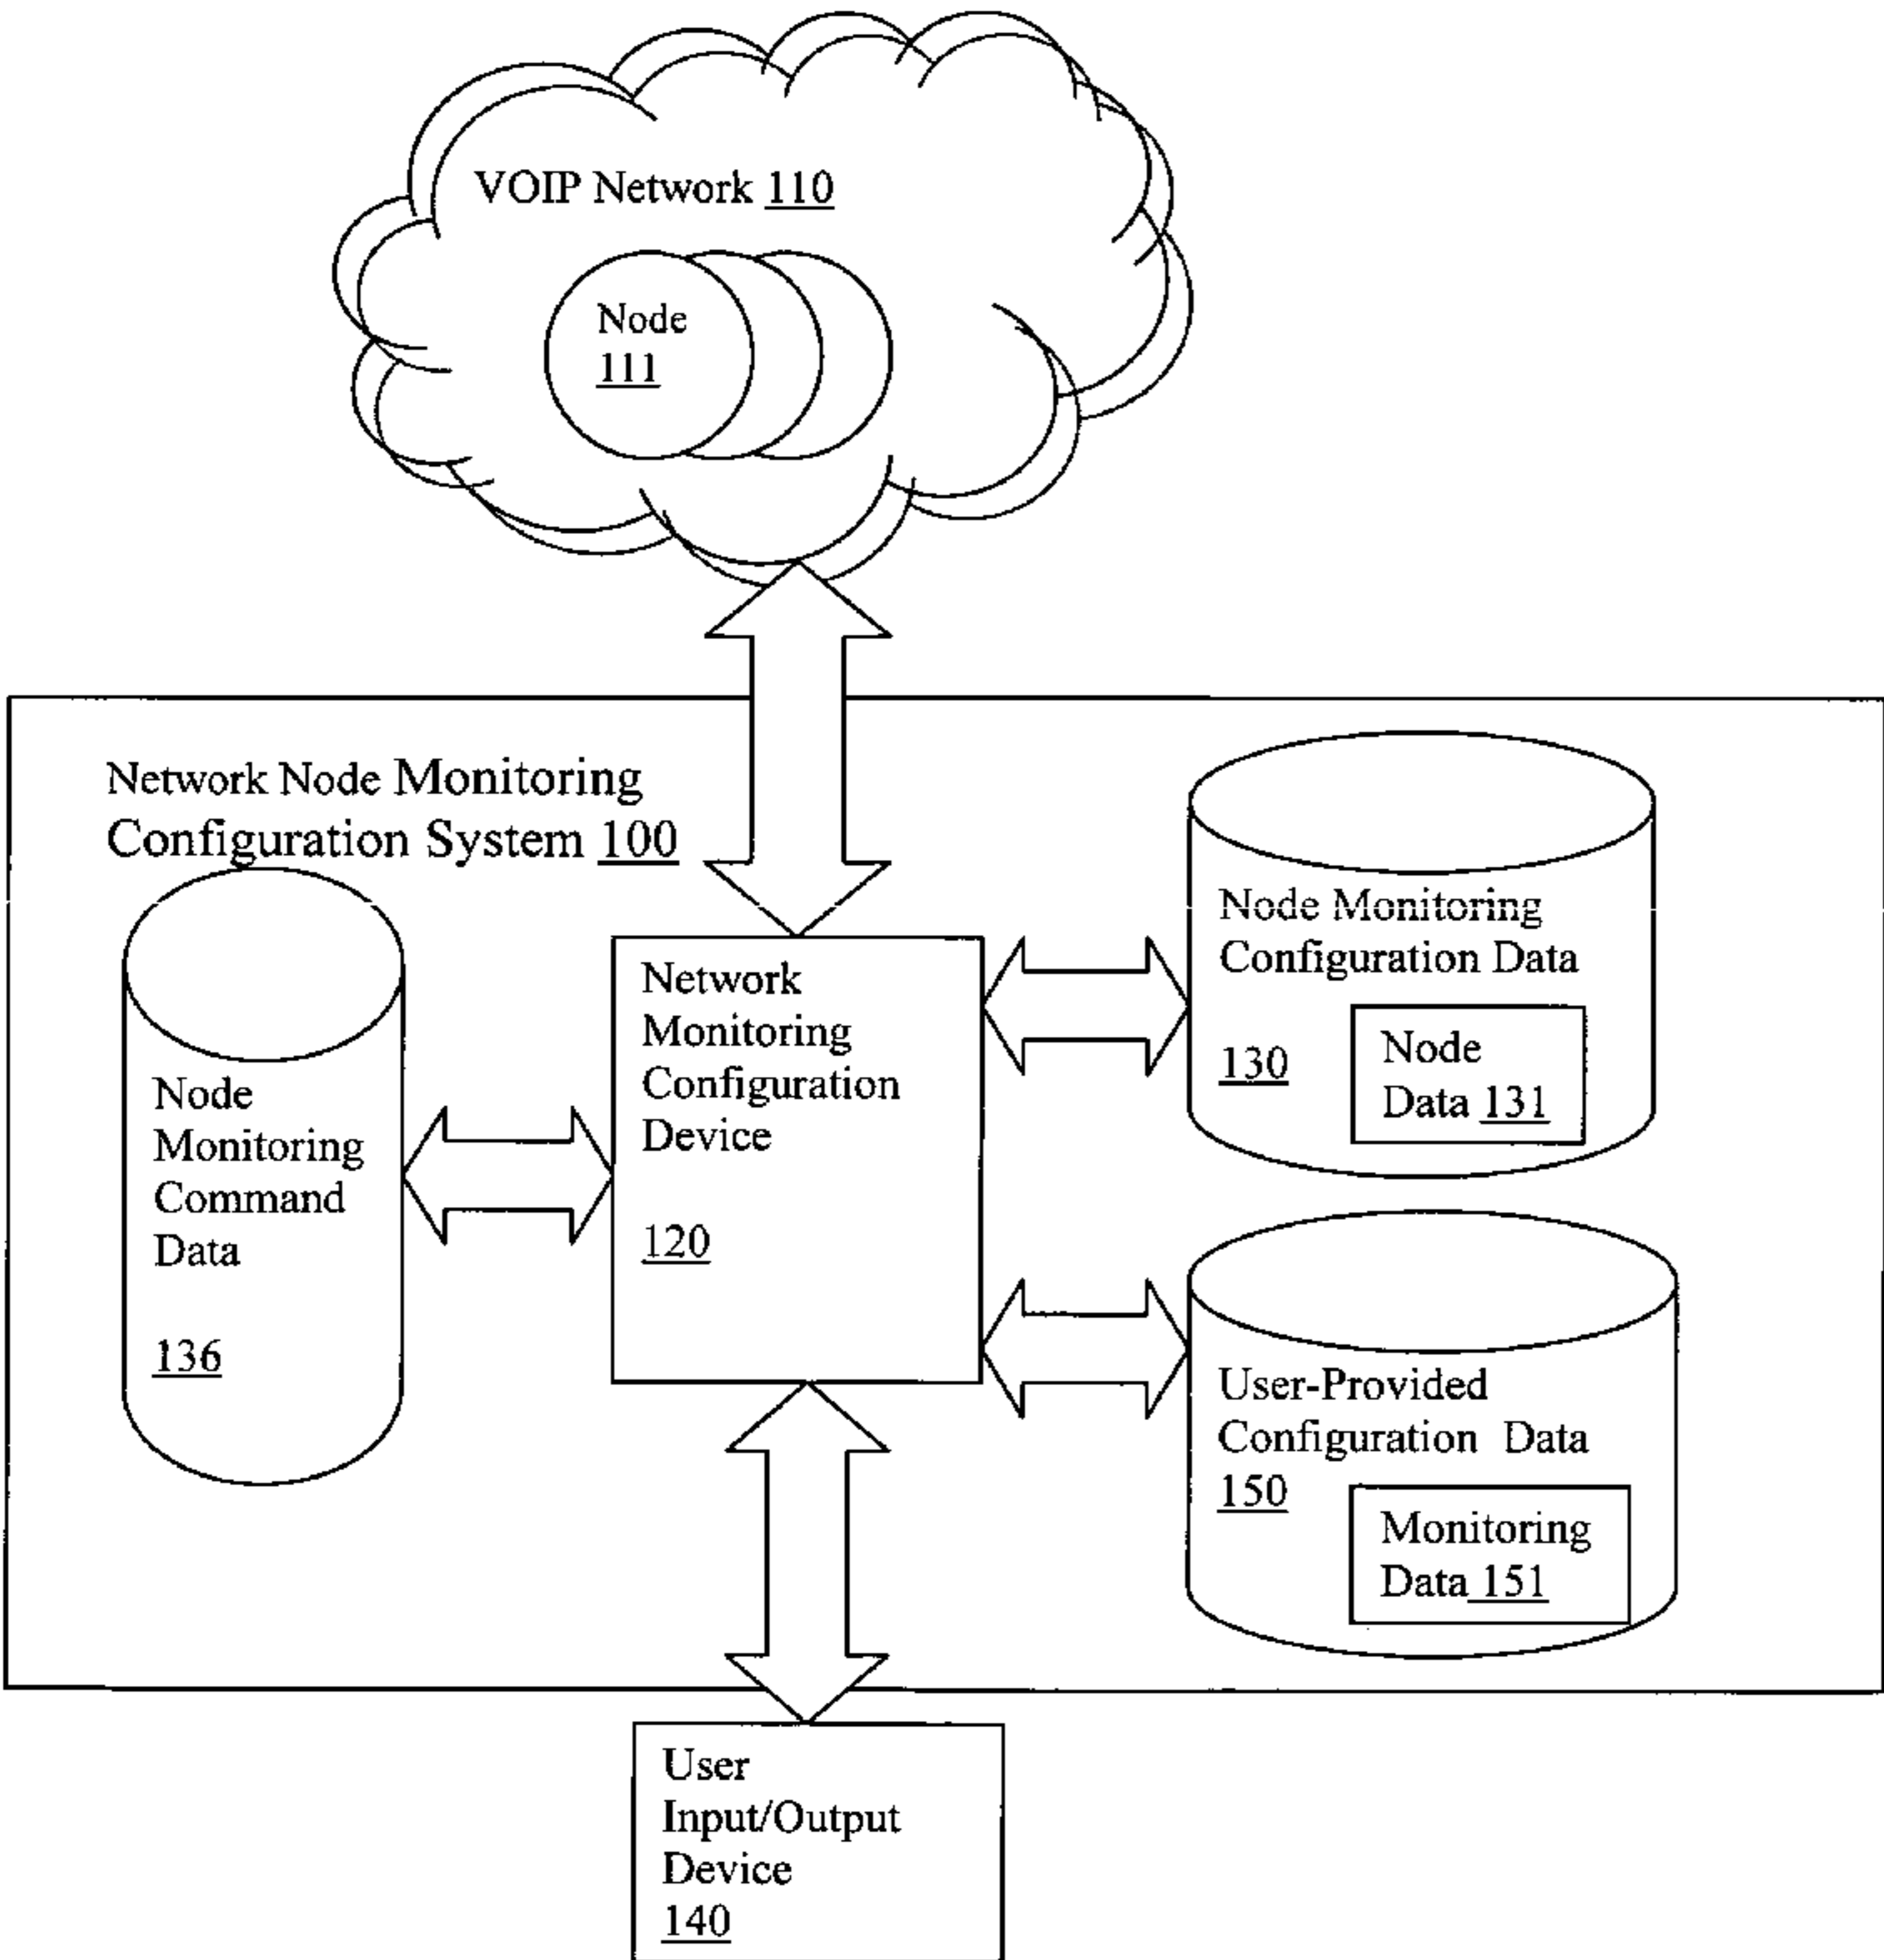 VOIP Network 110
Node
111
Network Node Monitoring
Configuration System 100
Node Monitoring
Configuration Data
130
Node
Data 131
Network
Monitoring
Configuration
Device
120
Node
Monitoring
Command
Data
136
User-Provided
Configuration Data
150
Monitoring
Data 151
User
Input/Output
Device
140